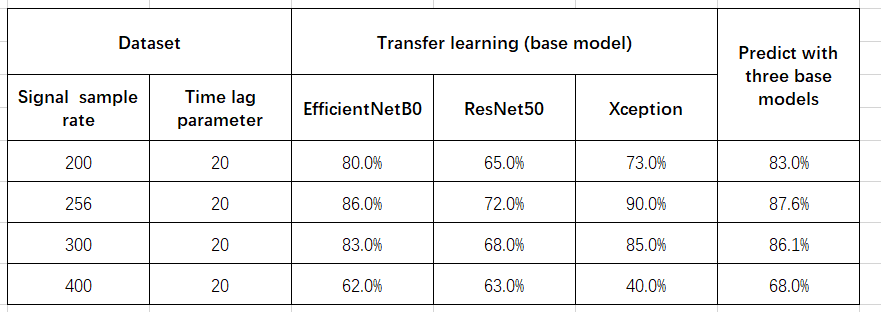 Dataset
Transfer learning (base model)
Predict with
three base
models
Signal sample
rate
Time lag
parameter
EfficientNetB0
ResNet50
Xception
200 20 80.0% 65.0% 73.0% 83.0%
256 20 86.0% 72.0% 90.0% 87.6%
300 20 83.0% 68.0% 85.0% 86.1%
400 20 62.0% 63.0% 40.0% 68.0%